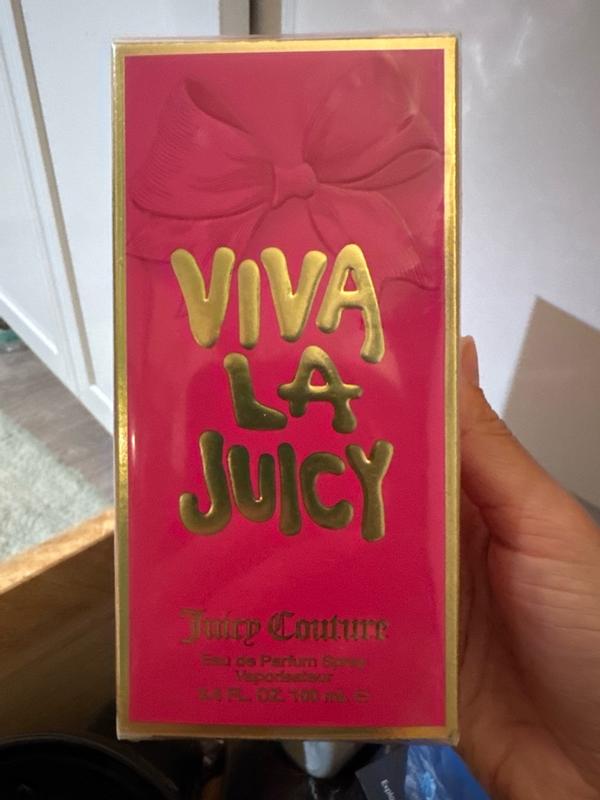 VIVA
LA
JUICY
Juicy Couture
Eau de Parfum Spray
Vaporisateur
3.4 FL. OZ. 100 mL e